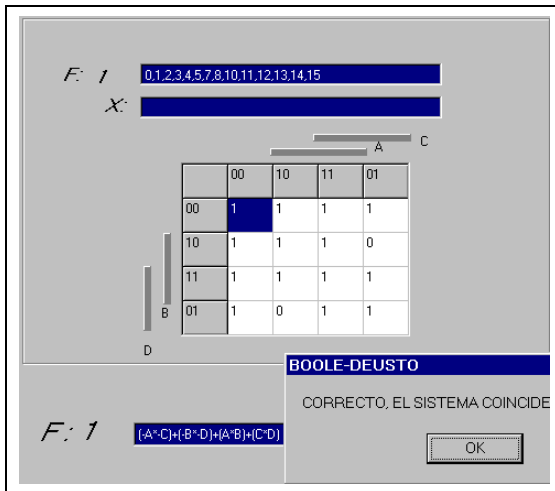 F: 1 0,1,2,3,4,5,7,8,10,11,12,13,14,15
X:
A C
00 10 11 01
00 1 1 1 1
10 1 1 1 0
11 1 1 1 1
B 01 1 0 1 1
D
BOOLE-DEUSTO
CORRECTO, EL SISTEMA COINCIDE
F: 1 (-A*-C)+(-B*-D)+(A*B)+(C*D)
OK